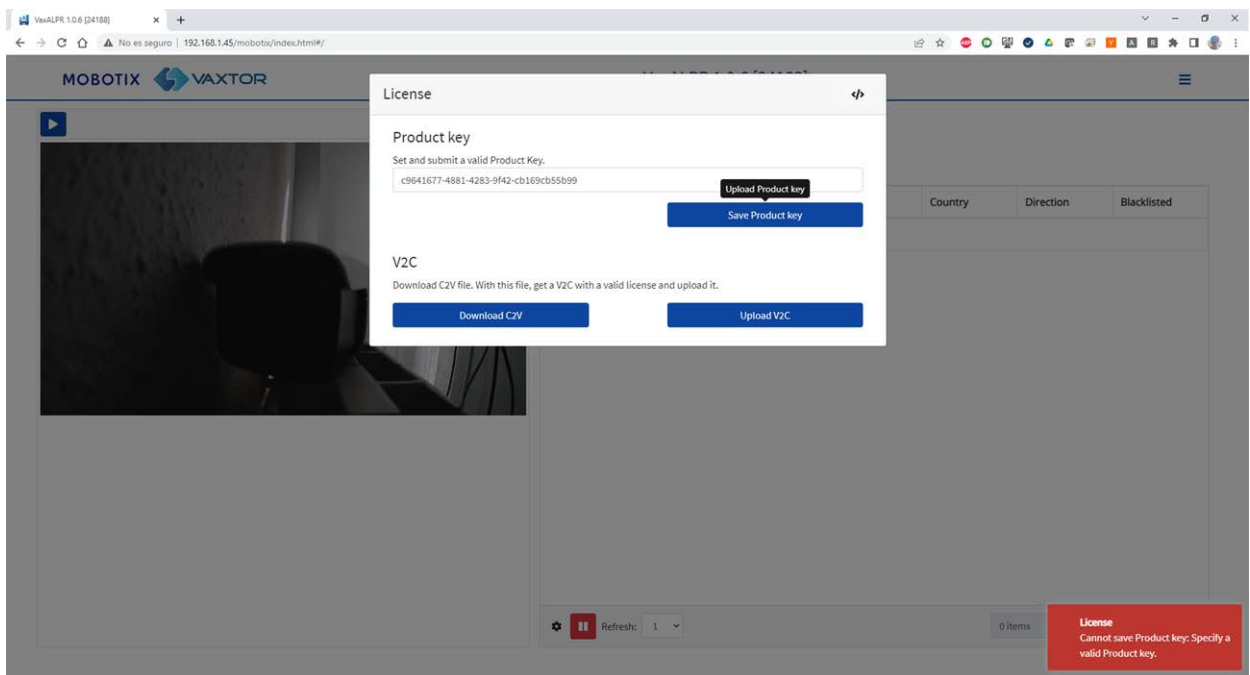 VaxALPR 1.0.6 [24188]
No es seguro | 192.168.1.45/mobotix/index.html#/
MOBOTIX VAXTOR
License
Product key
Set and submit a valid Product Key.
c9641677-4881-4283-9f42-cb169cb55b99
Upload Product key
Save Product key
Country Direction Blacklisted
V2C
Download C2V file. With this file, get a V2C with a valid license and upload it.
Download C2V Upload V2C
Refresh: 1 0 items
License
Cannot save Product key: Specify a
valid Product key.